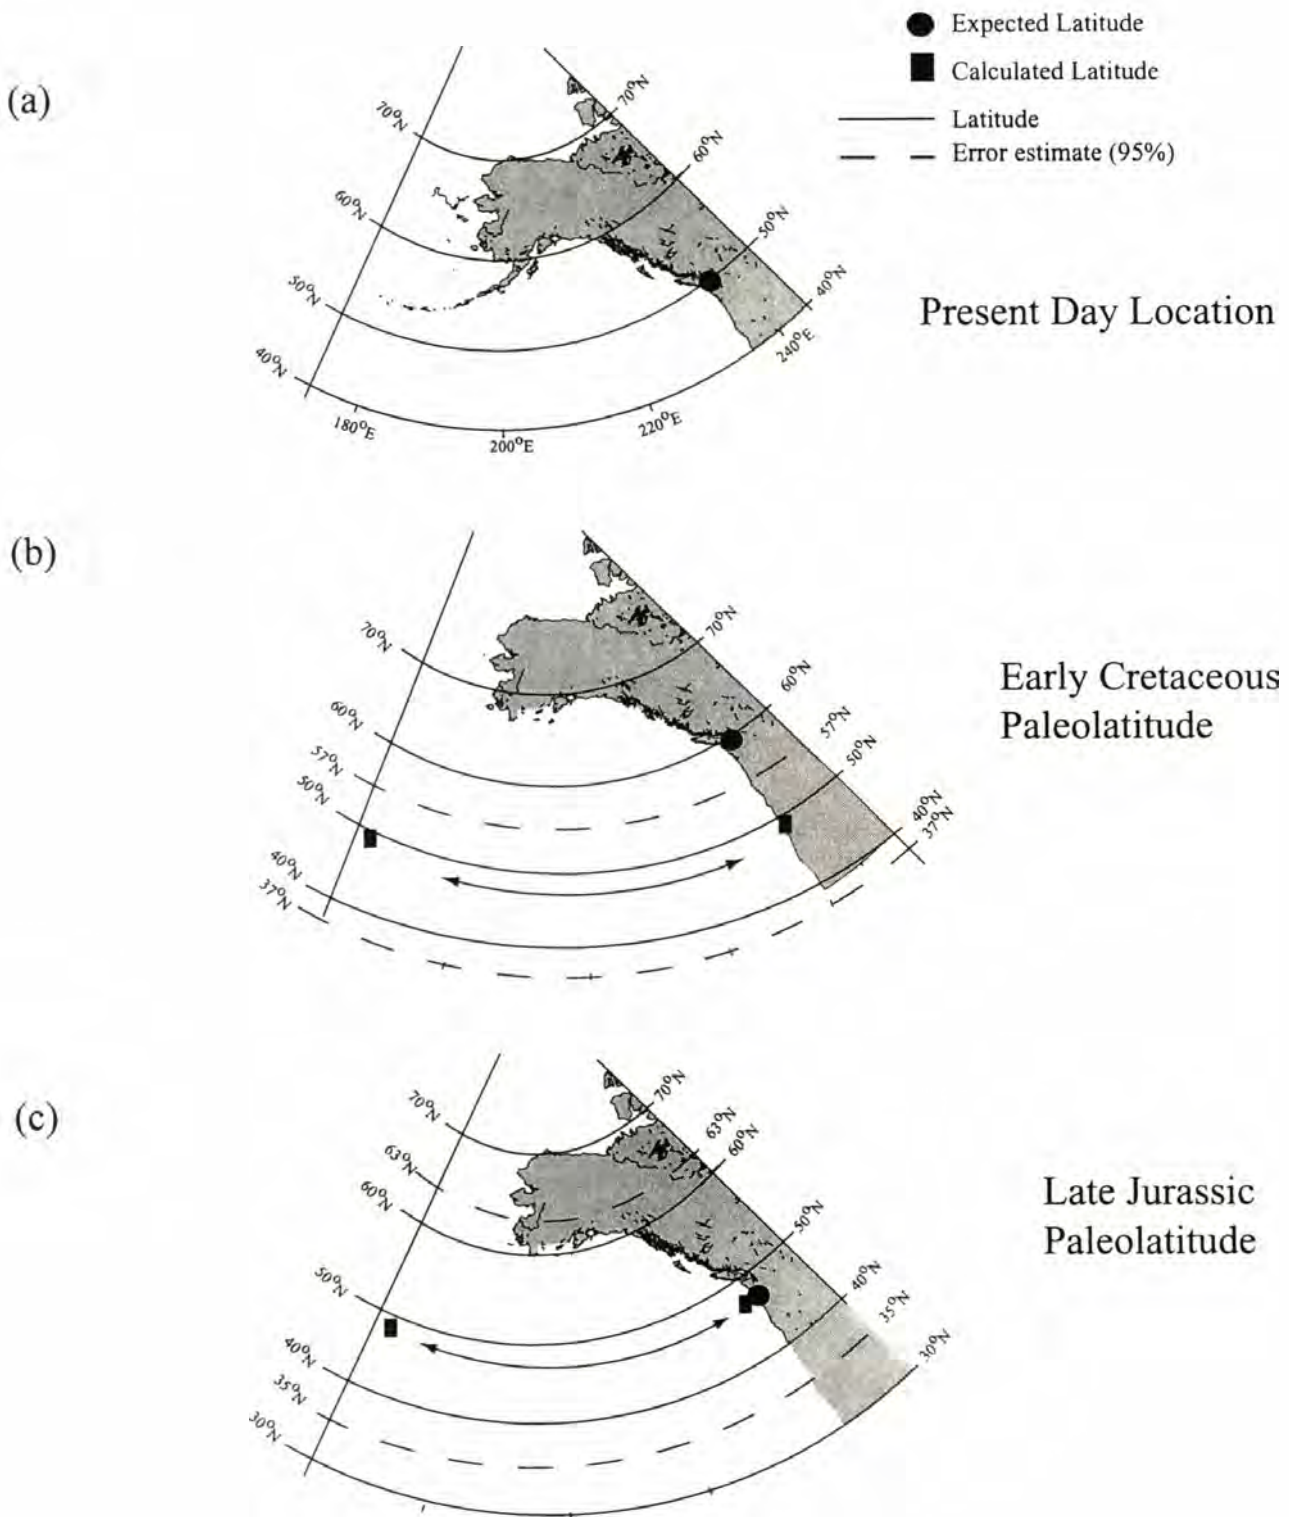 Expected Latitude
Calculated Latitude
Latitude
Error estimate (95%)
(a)
70°N
60°N
50°N
40°N
70°N
60°N
50°N
40°N
180°E
200°E
220°E
240°E
Present Day Location
(b)
70°N
60°N
57°N
50°N
40°N
37°N
70°N
60°N
57°N
50°N
40°N
37°N
Early Cretaceous
Paleolatitude
(c)
70°N
63°N
60°N
50°N
40°N
35°N
30°N
70°N
63°N
60°N
50°N
40°N
35°N
30°N
Late Jurassic
Paleolatitude